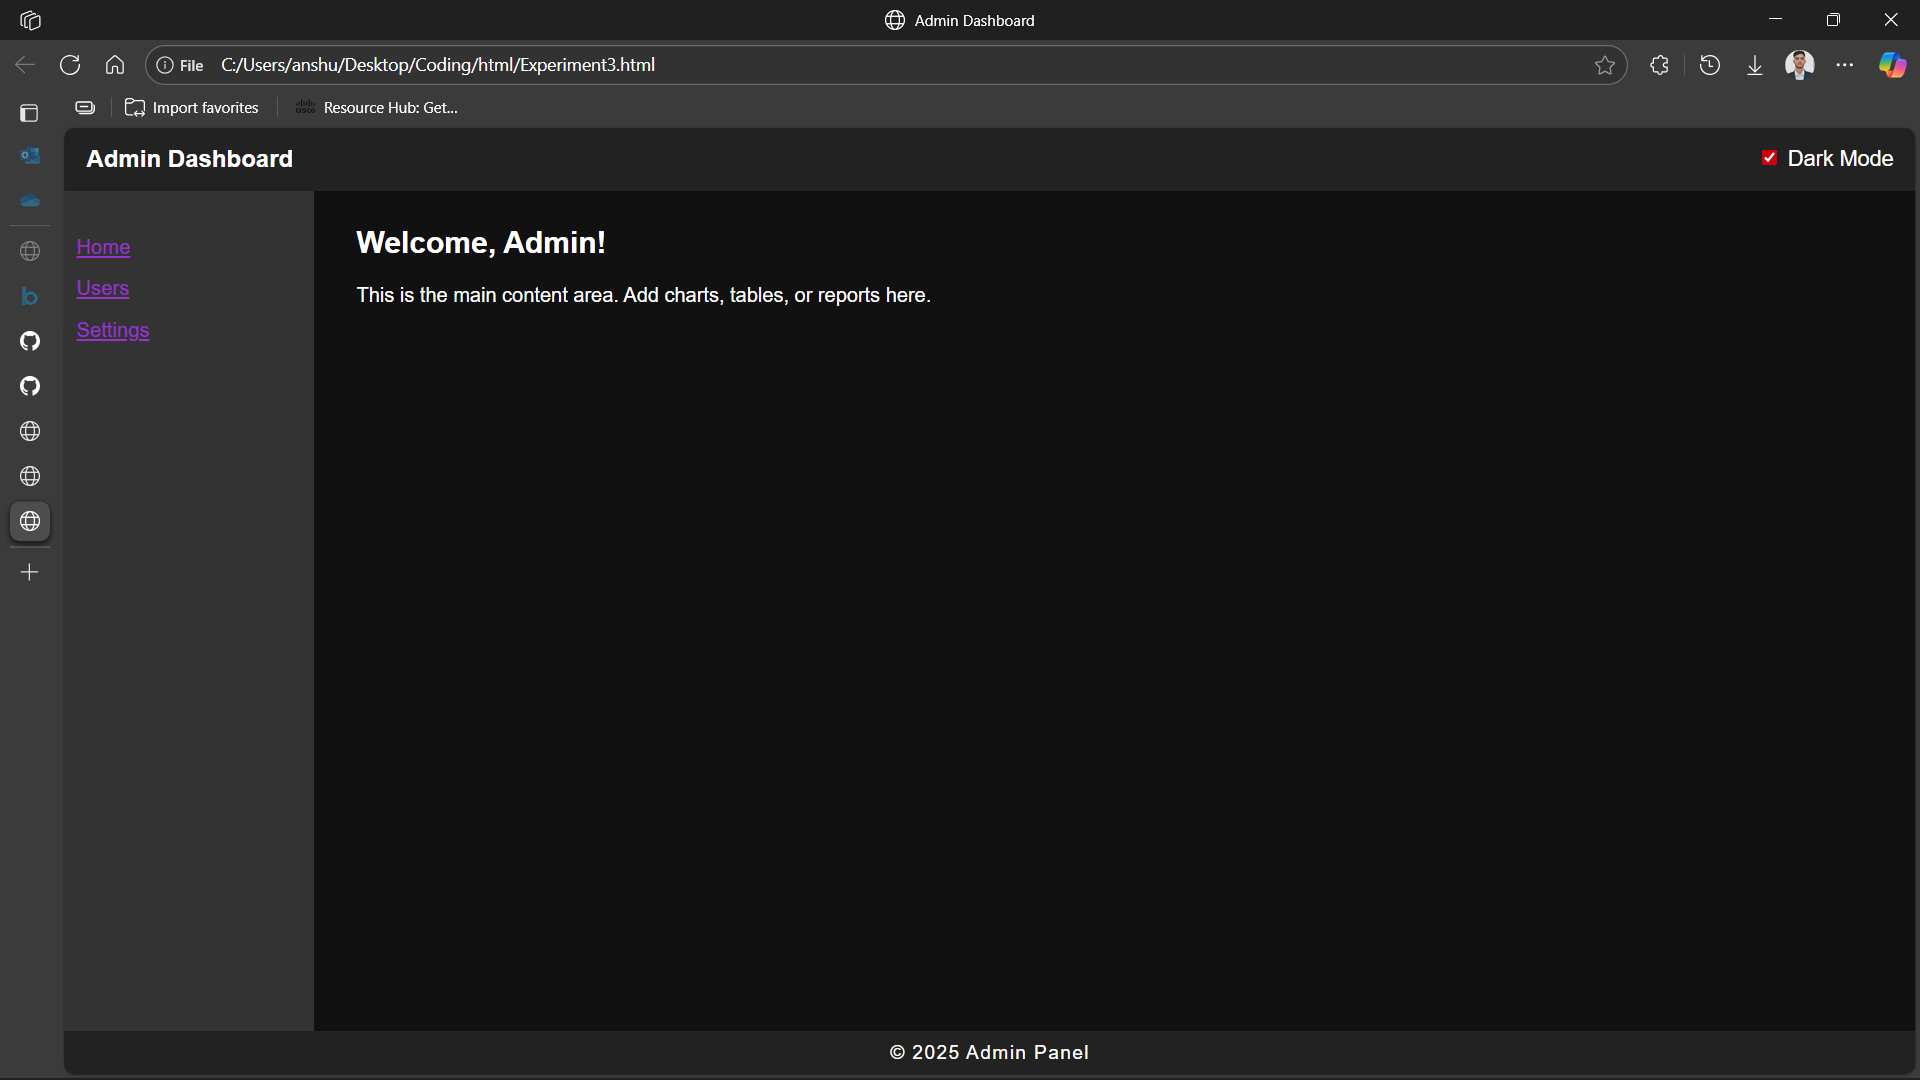 Admin Dashboard
File C:/Users/anshu/Desktop/Coding/html/Experiment3.html
Import favorites
cisco Resource Hub: Get...
Admin Dashboard
Dark Mode
Home
Users
Settings
Welcome, Admin!
This is the main content area. Add charts, tables, or reports here.
© 2025 Admin Panel